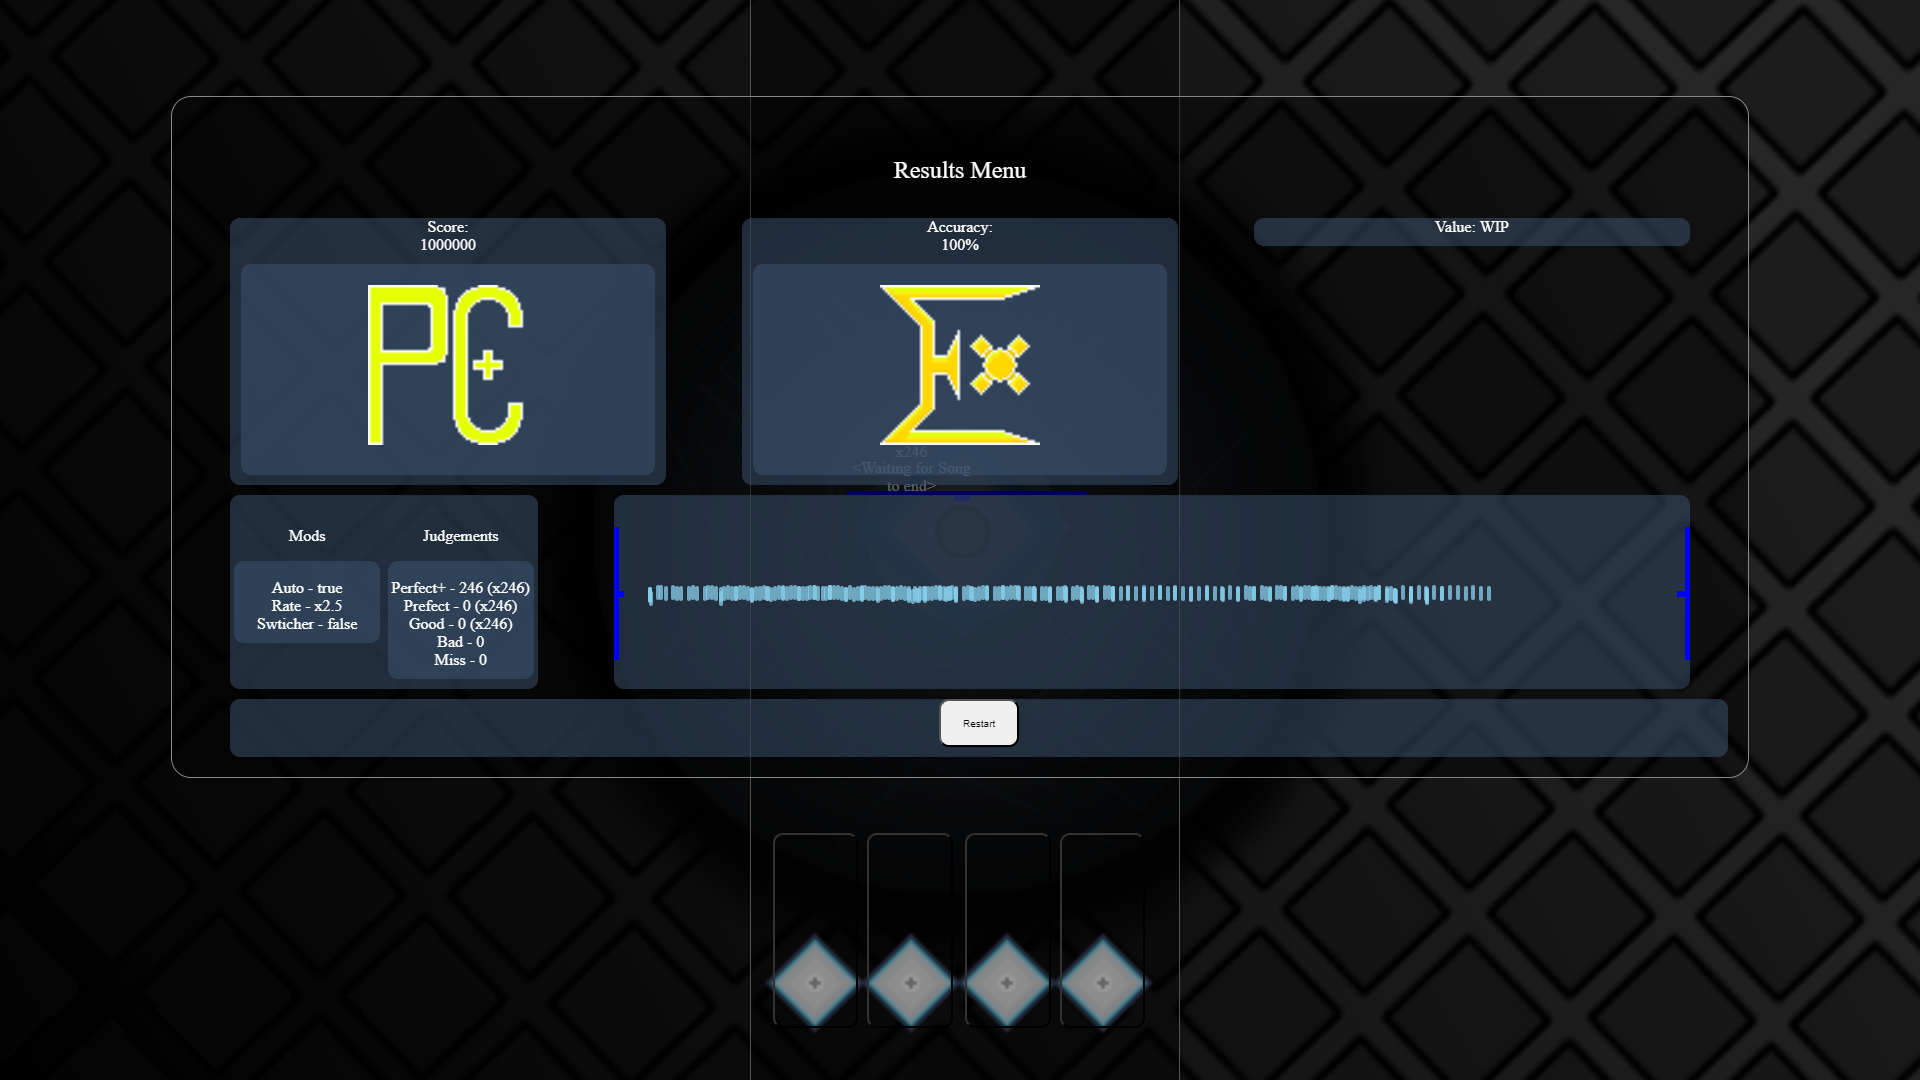 Results Menu
Score:
1000000
PC+
Accuracy:
100%
Value: WIP
x246
<Waiting for Song
to end>
Mods
Auto - true
Rate - x2.5
Swticher - false
Judgements
Perfect+ - 246 (x246)
Prefect - 0 (x246)
Good - 0 (x246)
Bad - 0
Miss - 0
Restart